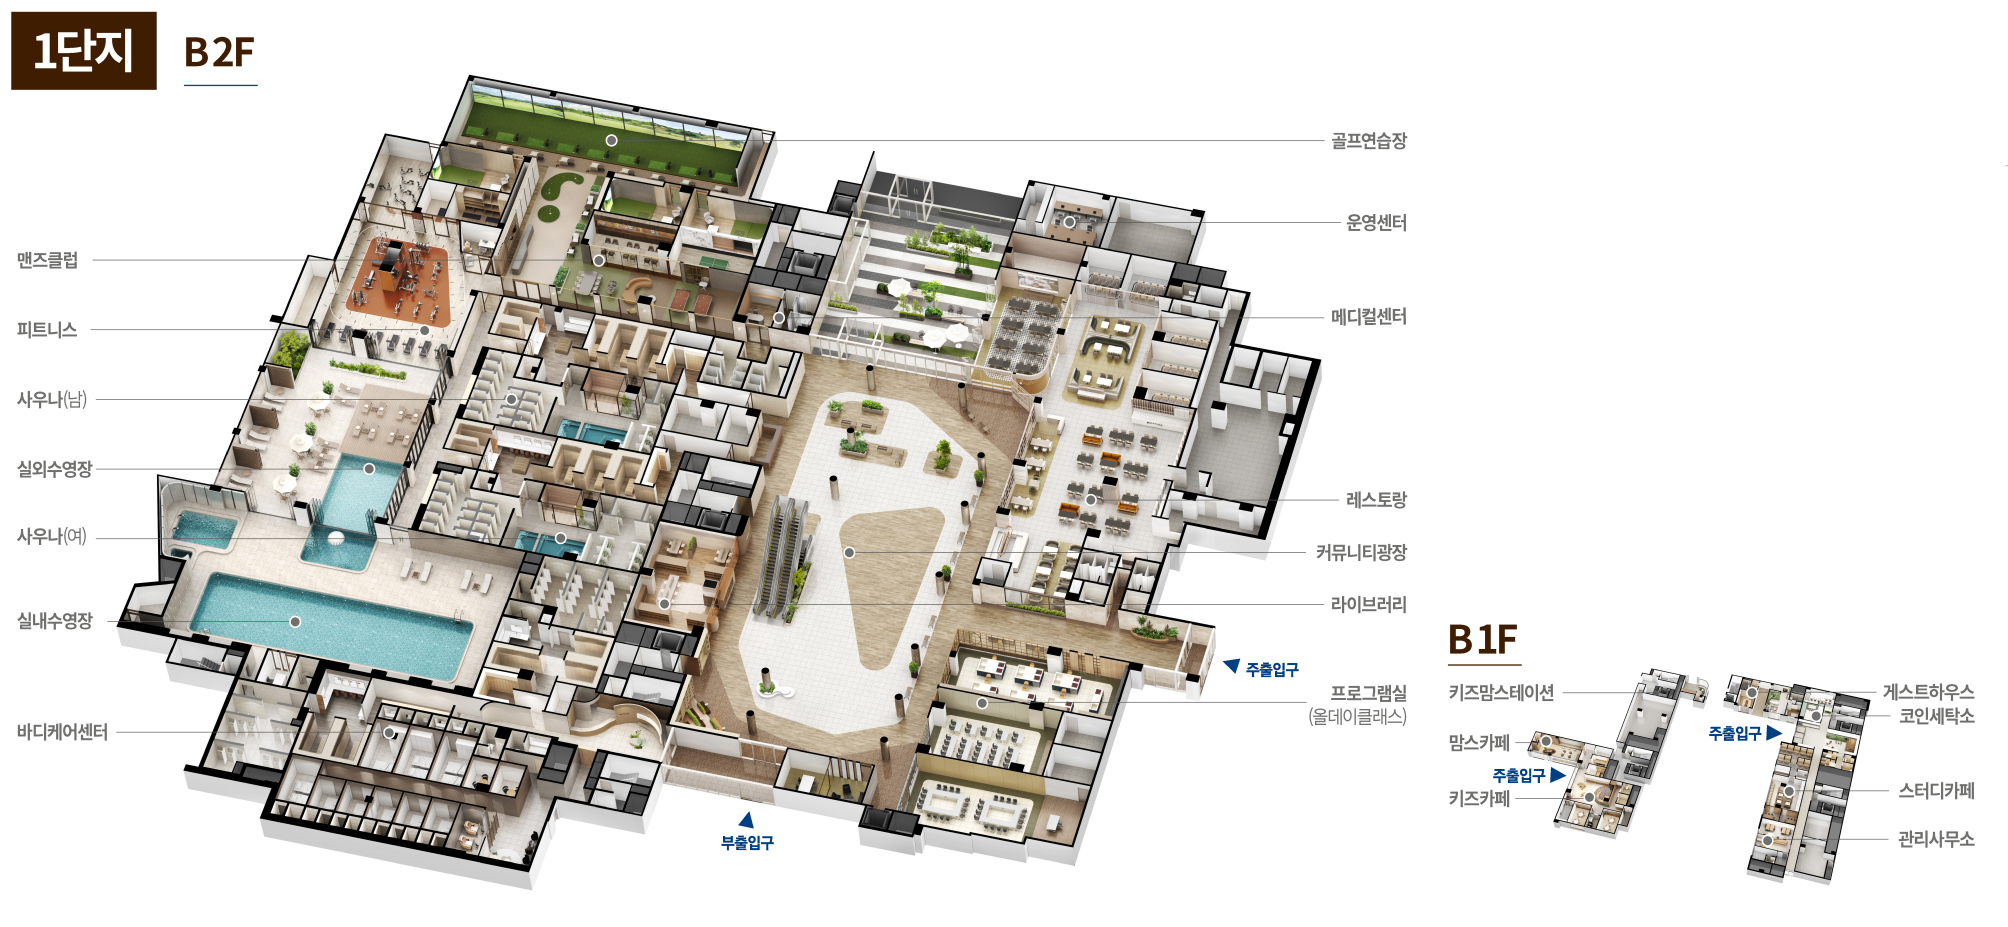 1단지
B2F
맨즈클럽
피트니스
사우나(남)
실외수영장
사우나(여)
실내수영장
바디케어센터
골프연습장
운영센터
메디컬센터
레스토랑
커뮤니티광장
라이브러리
주출입구
프로그램실
(올데이클래스)
부출입구
B1F
키즈맘스테이션
맘스카페
주출입구
키즈카페
게스트하우스
코인세탁소
주출입구
스터디카페
관리사무소